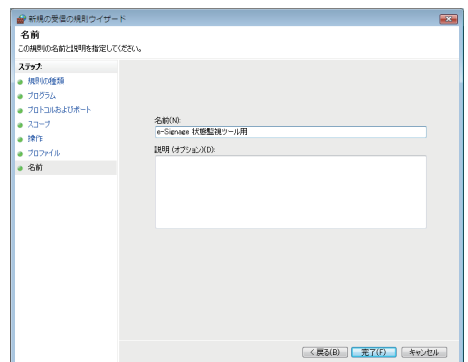 新規の受信の規則ウィザード
名前
この規則の名前と説明を指定してください。
ステップ:
規則の種類
プログラム
プロトコルおよびポート
スコープ
操作
プロファイル
名前
名前(N):
e-Signage 状態監視ツール用
説明 (オプション)(D):
< 戻る(B)
完了(F)
キャンセル